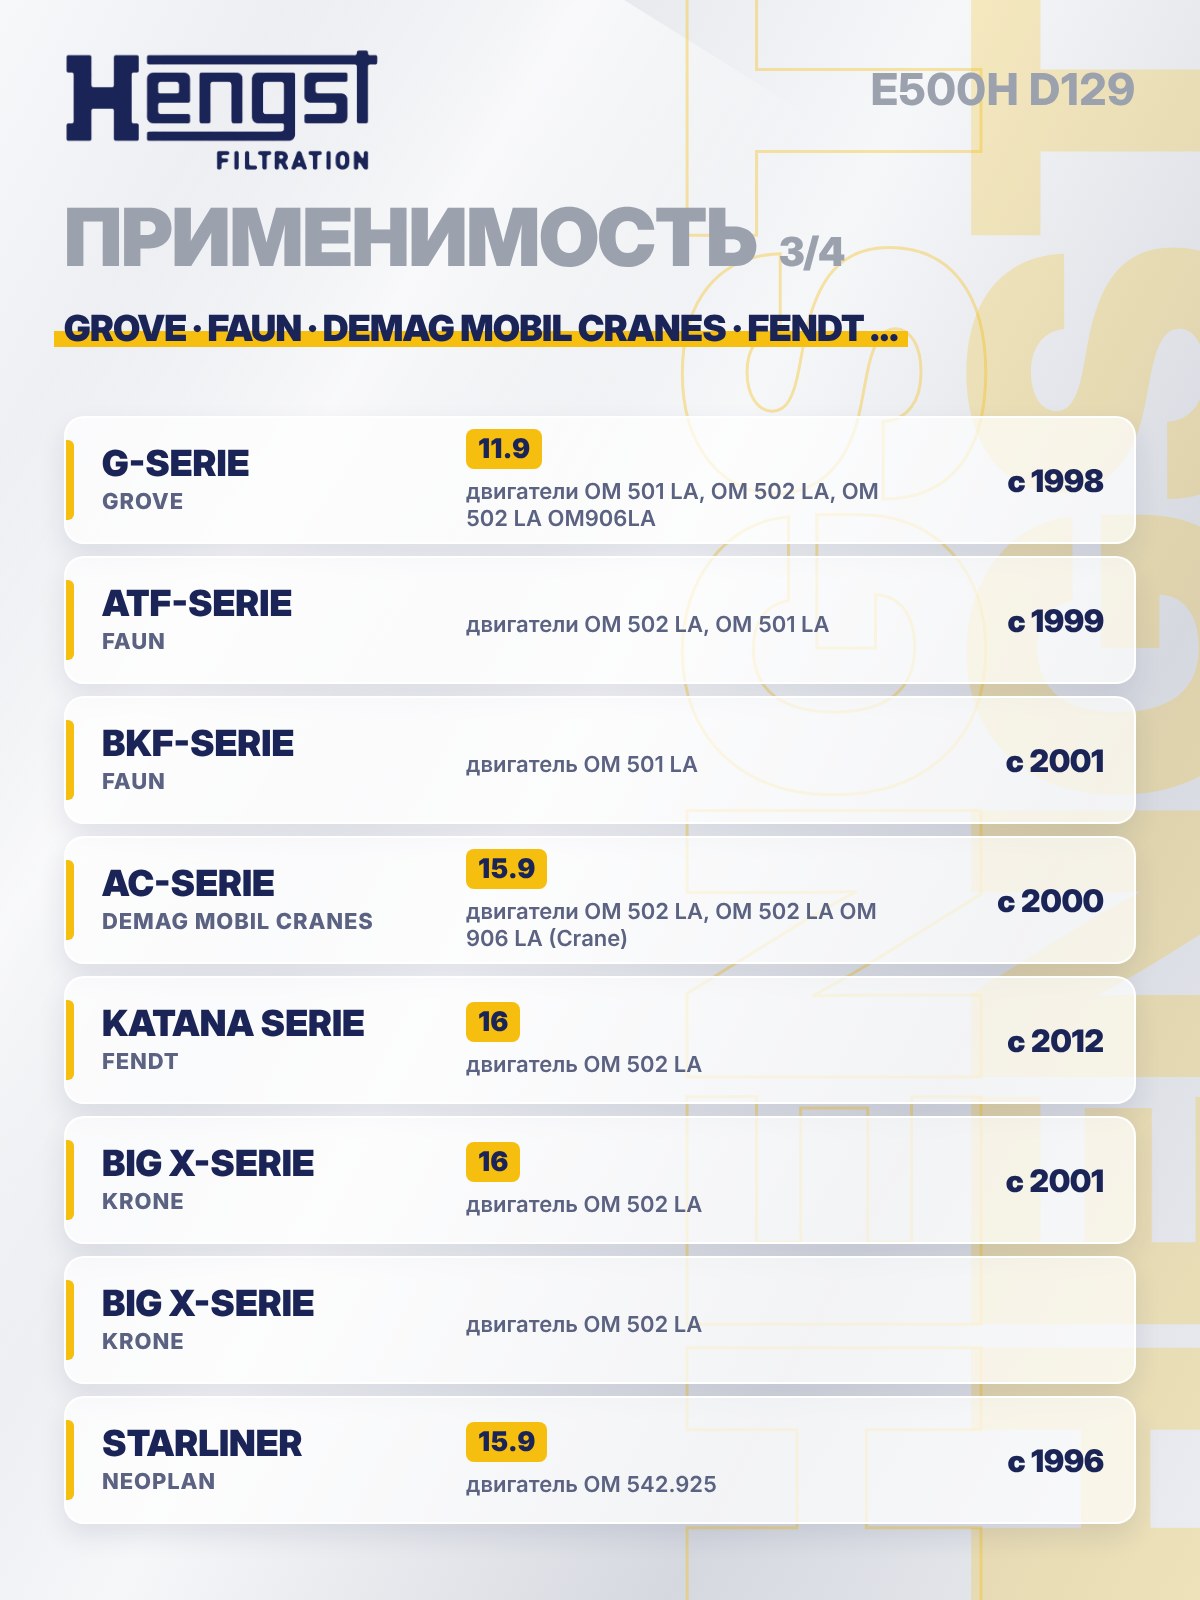 Hengst
FILTRATION
E500H D129
ПРИМЕНИМОСТЬ 3/4
GROVE · FAUN · DEMAG MOBIL CRANES · FENDT ...
G-SERIE
GROVE
11.9
двигатели OM 501 LA, OM 502 LA, OM
502 LA OM906LA
с 1998
ATF-SERIE
FAUN
двигатели OM 502 LA, OM 501 LA
с 1999
BKF-SERIE
FAUN
двигатель OM 501 LA
с 2001
AC-SERIE
DEMAG MOBIL CRANES
15.9
двигатели OM 502 LA, OM 502 LA OM
906 LA (Crane)
с 2000
KATANA SERIE
FENDT
16
двигатель OM 502 LA
с 2012
BIG X-SERIE
KRONE
16
двигатель OM 502 LA
с 2001
BIG X-SERIE
KRONE
двигатель OM 502 LA
STARLINER
NEOPLAN
15.9
двигатель OM 542.925
с 1996
HENGST
HENGST